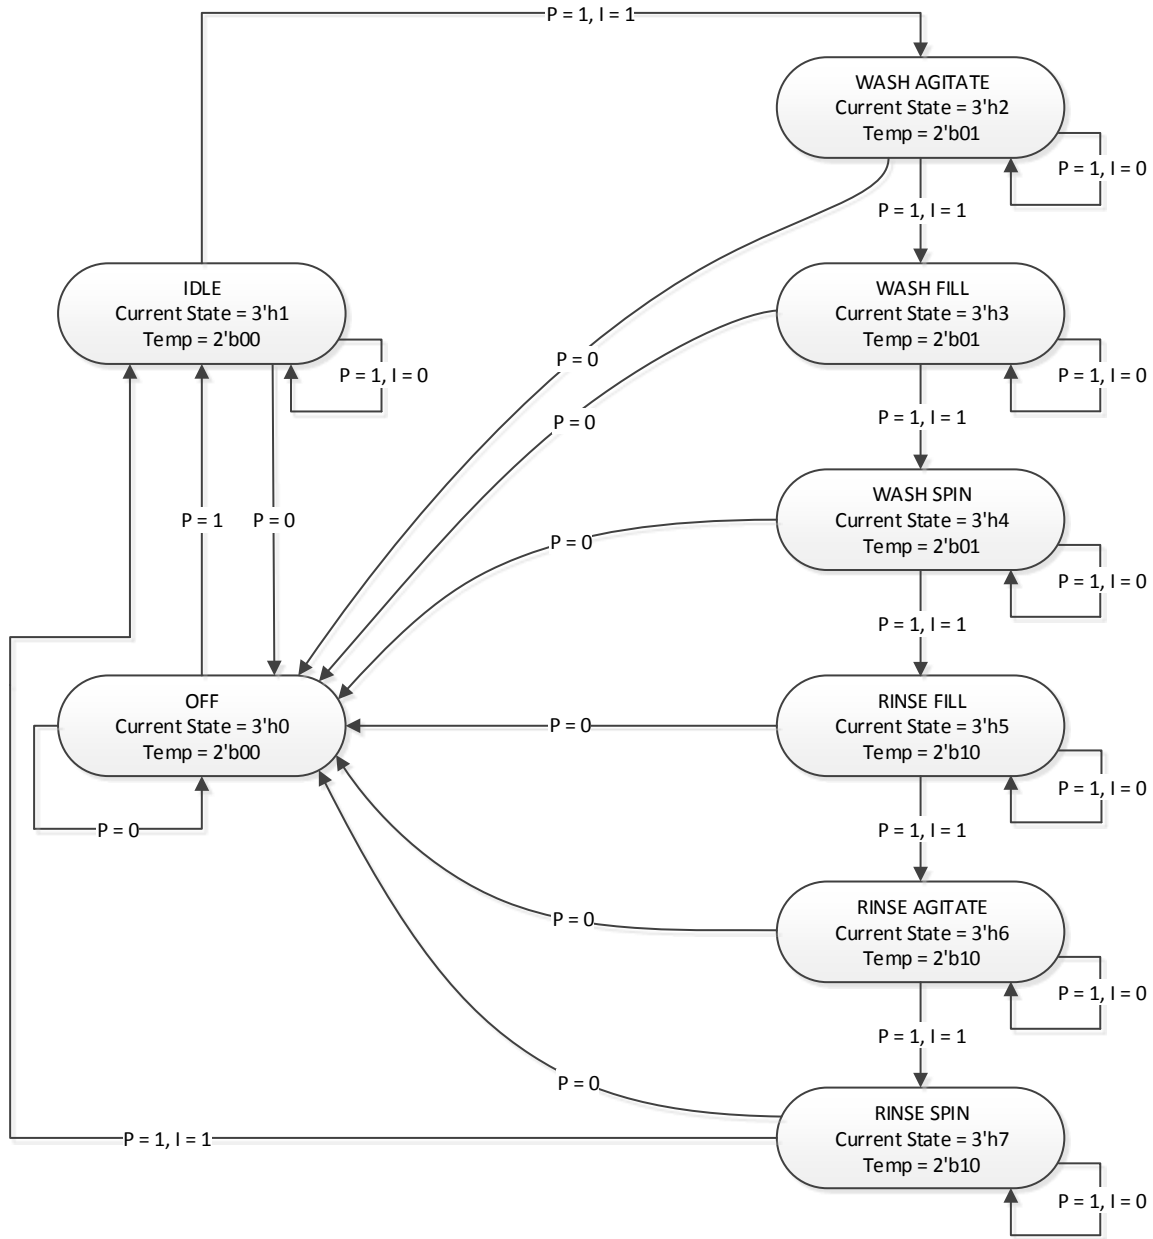 P = 1, I = 1
WASH AGITATE
Current State = 3'h2
Temp = 2'b01
P = 1, I = 0
P = 1, I = 1
IDLE
Current State = 3'h1
Temp = 2'b00
P = 1, I = 0
WASH FILL
Current State = 3'h3
Temp = 2'b01
P = 1, I = 0
P = 0
P = 0
P = 1, I = 1
WASH SPIN
Current State = 3'h4
Temp = 2'b01
P = 1, I = 0
P = 1
P = 0
P = 0
P = 1, I = 1
OFF
Current State = 3'h0
Temp = 2'b00
P = 0
P = 0
RINSE FILL
Current State = 3'h5
Temp = 2'b10
P = 1, I = 0
P = 1, I = 1
RINSE AGITATE
Current State = 3'h6
Temp = 2'b10
P = 1, I = 0
P = 0
P = 1, I = 1
P = 0
RINSE SPIN
Current State = 3'h7
Temp = 2'b10
P = 1, I = 0
P = 1, I = 1